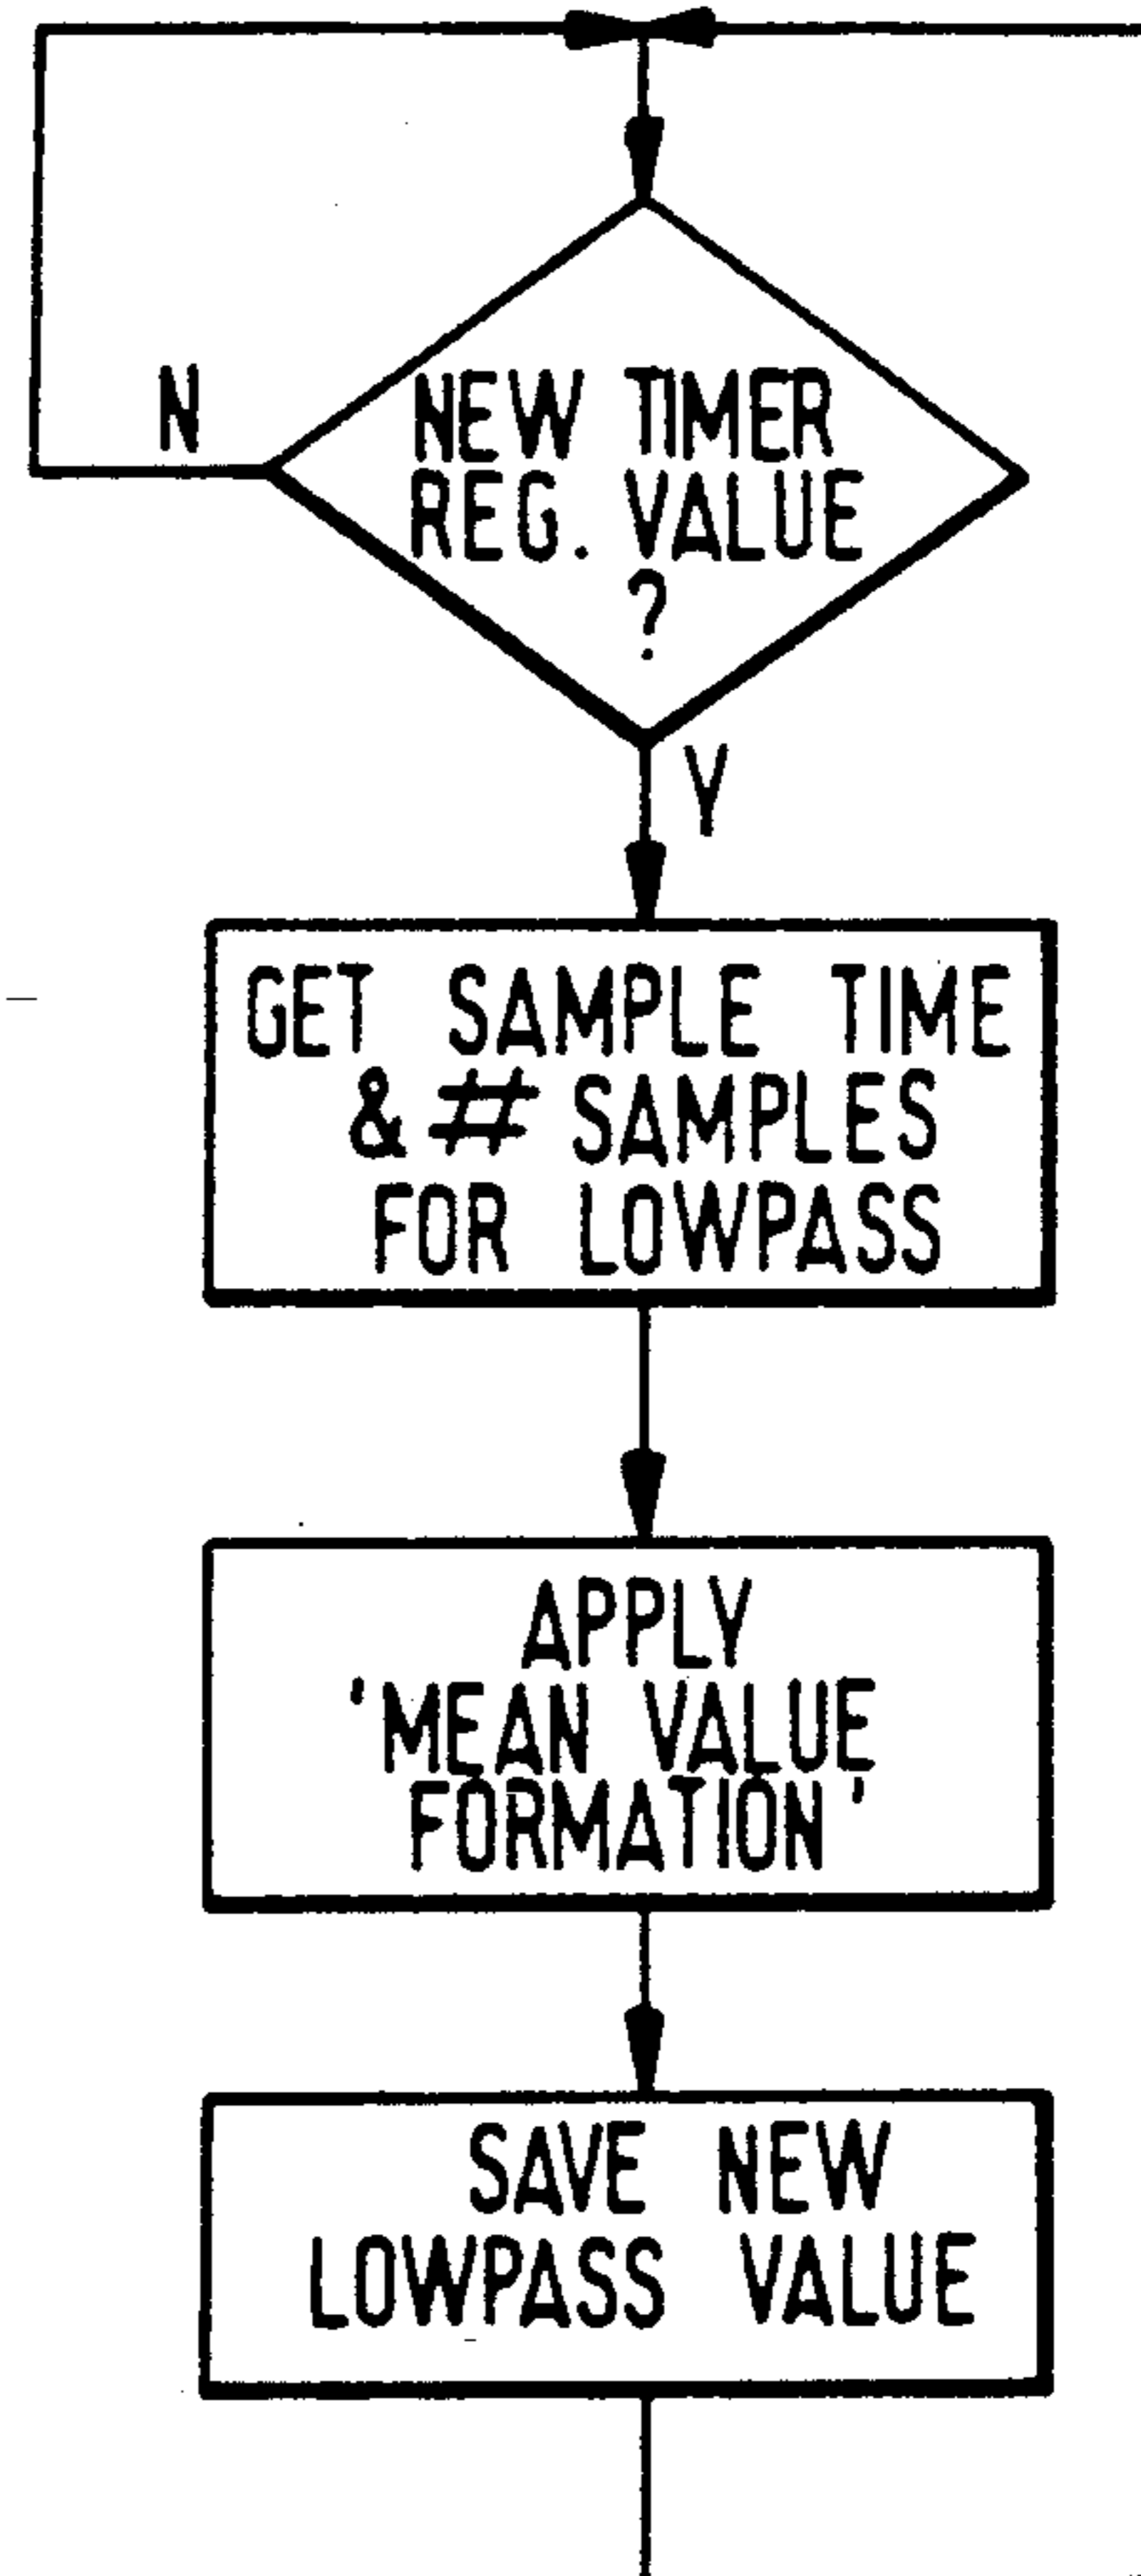 NEW TIMER
REG. VALUE
?
N
Y
GET SAMPLE TIME
& # SAMPLES
FOR LOWPASS
APPLY
'MEAN VALUE
FORMATION'
SAVE NEW
LOWPASS VALUE